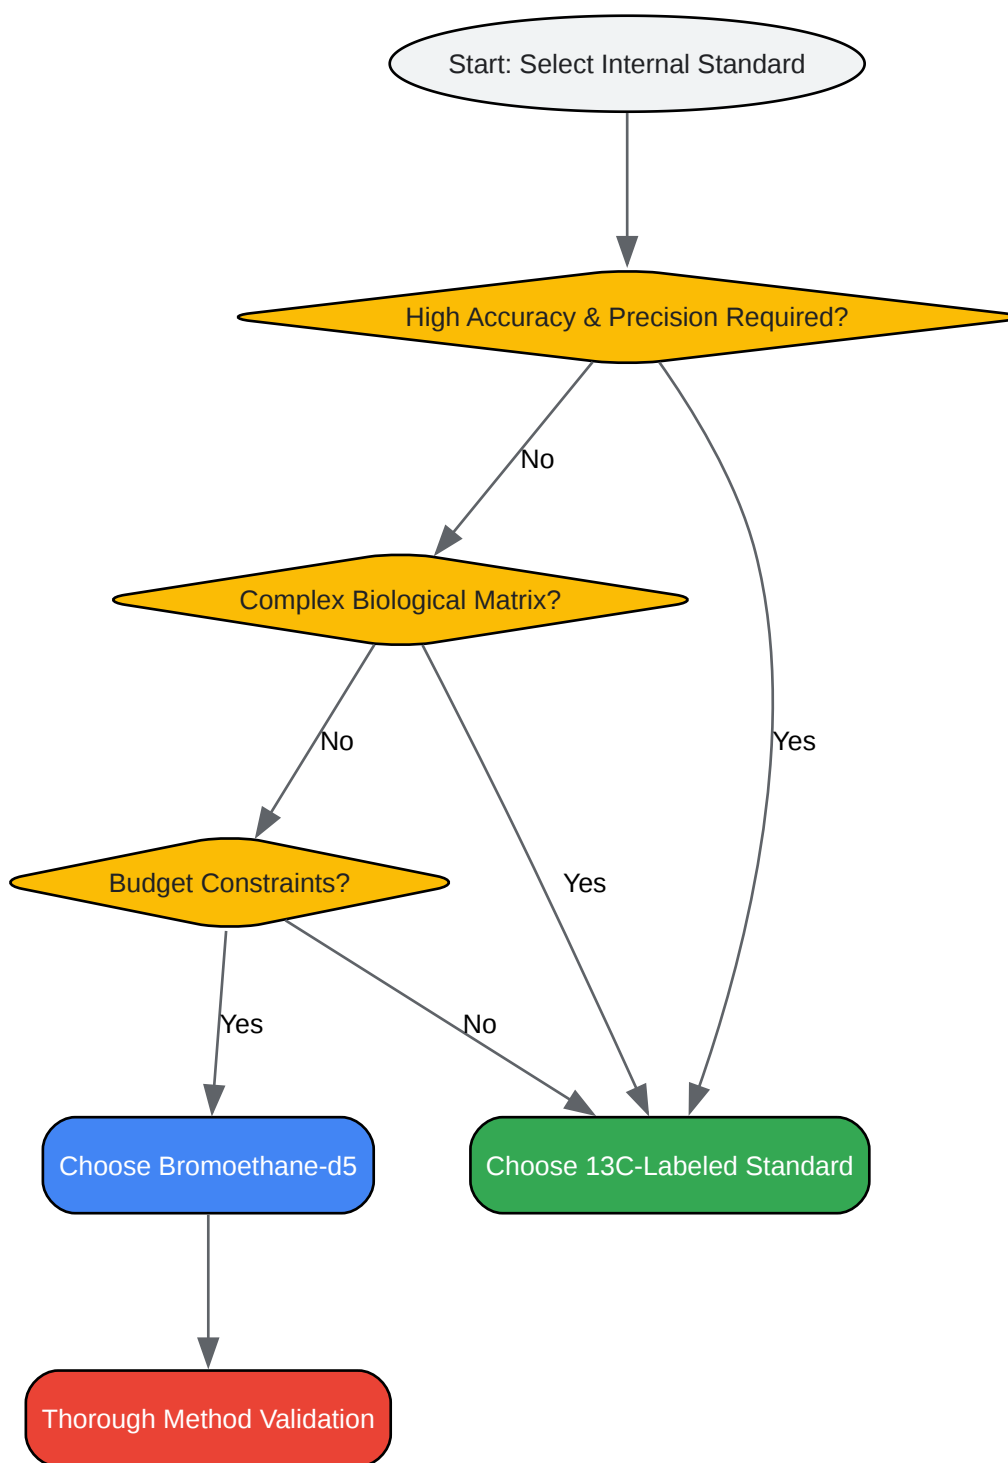 Start: Select Internal Standard
High Accuracy & Precision Required?
No
Complex Biological Matrix?
No
Yes
Budget Constraints?
Yes
Yes
No
Choose Bromoethane-d5
Choose 13C-Labeled Standard
Thorough Method Validation